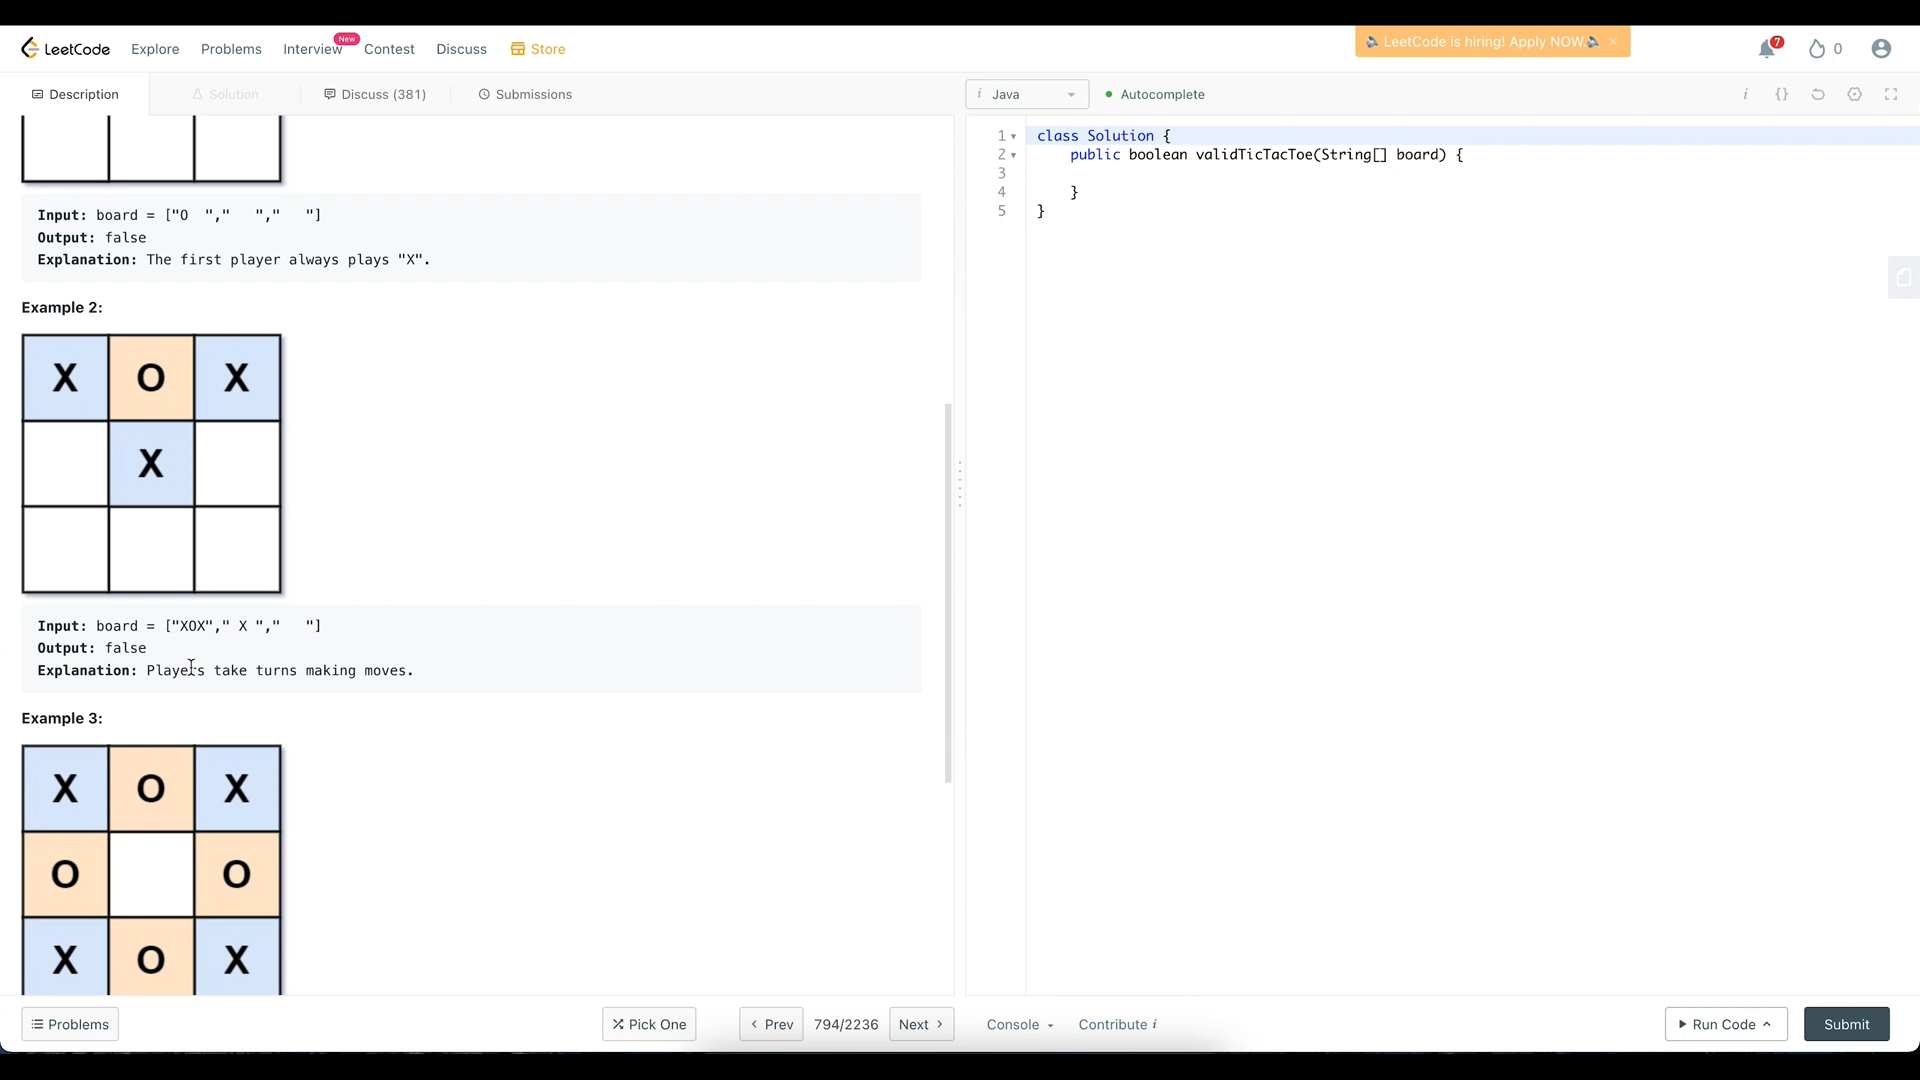 LeetCode
Explore
Problems
Interview
New
Contest
Discuss
Store
LeetCode is hiring! Apply NOW
7
0
Description
Solution
Discuss (381)
Submissions
i Java
Autocomplete
i
{}
Input: board = ["O  ","   ","   "]
Output: false
Explanation: The first player always plays "X".
Example 2:
X O X
X
Input: board = ["XOX"," X ","   "]
Output: false
Explanation: Players take turns making moves.
Example 3:
X O X
O O
X O X
1 class Solution {
2     public boolean validTicTacToe(String[] board) {
3
4     }
5 }
Problems
Pick One
Prev
794/2236
Next
Console
Contribute i
Run Code
Submit